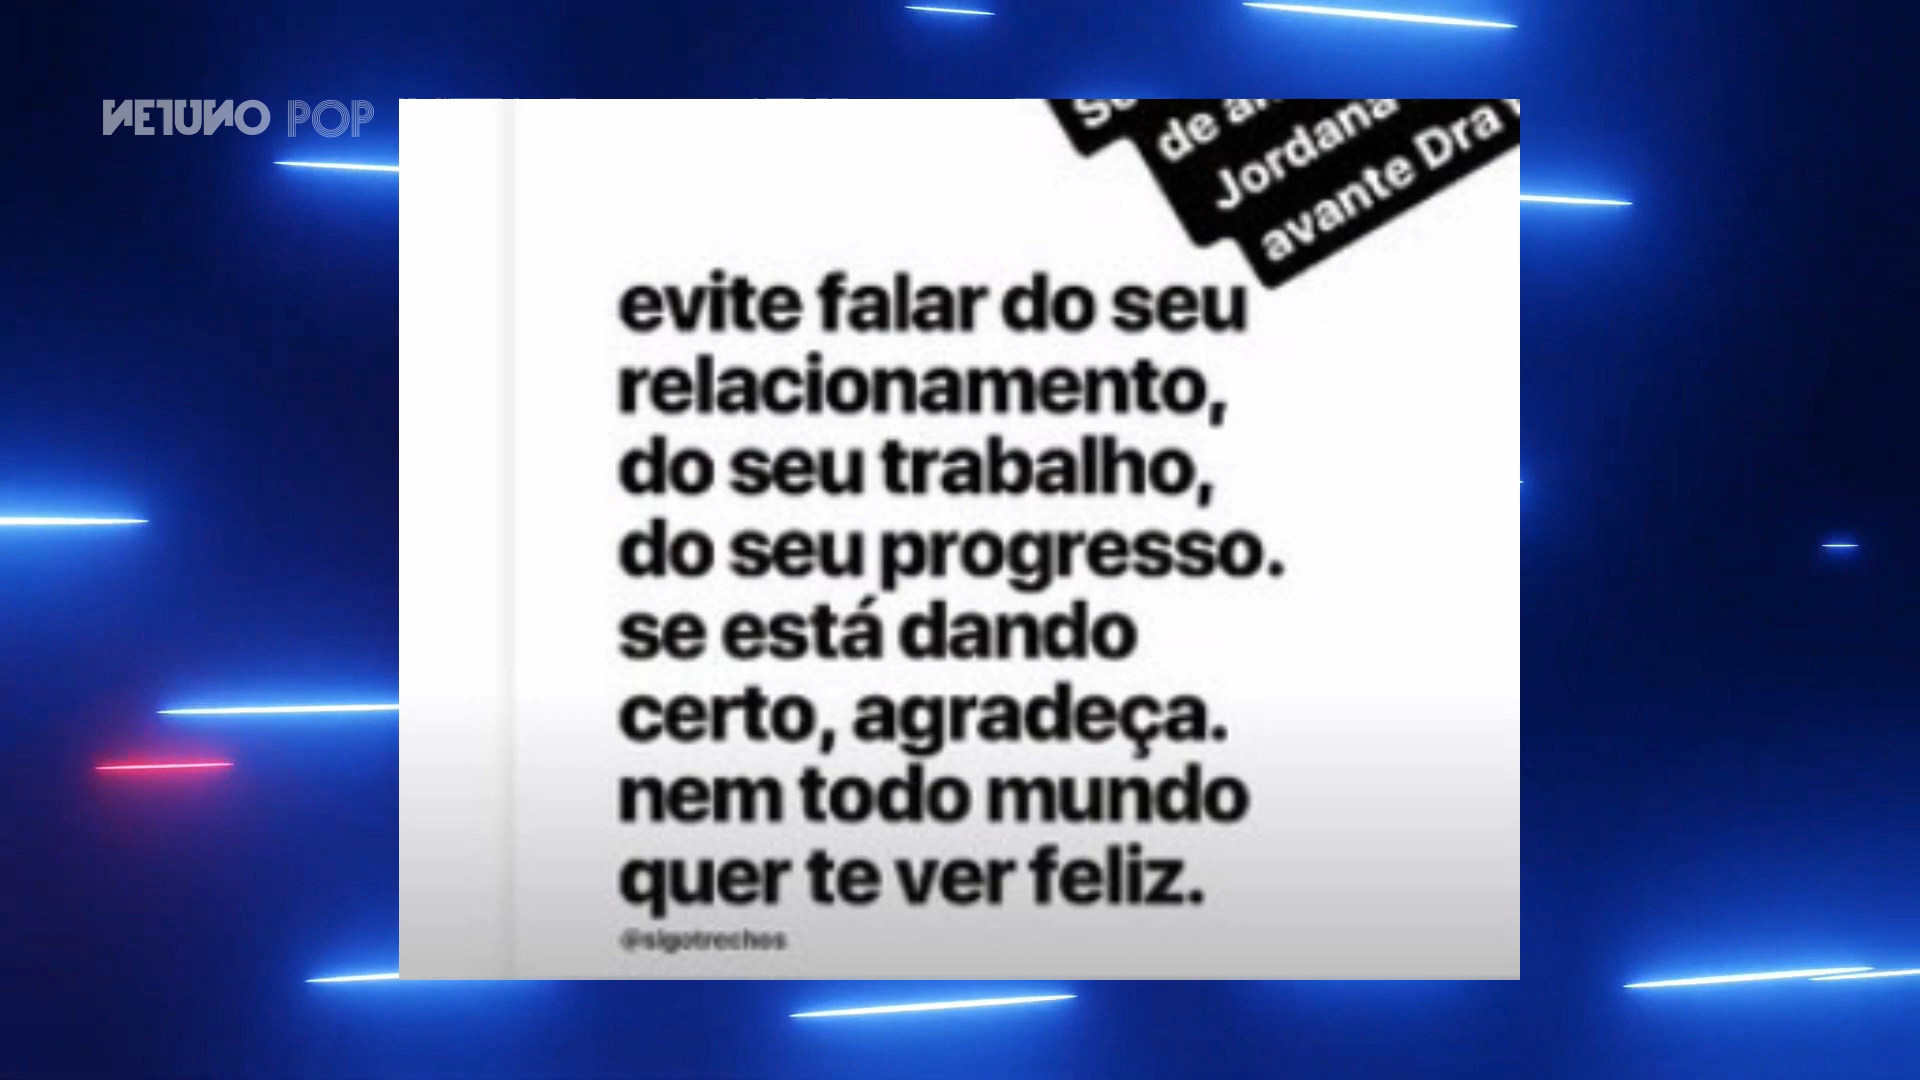 NETUNO POP
de
Jordana
avante Dra
evite falar do seu
relacionamento,
do seu trabalho,
do seu progresso.
se está dando
certo, agradeça.
nem todo mundo
quer te ver feliz.
@sigotrechos